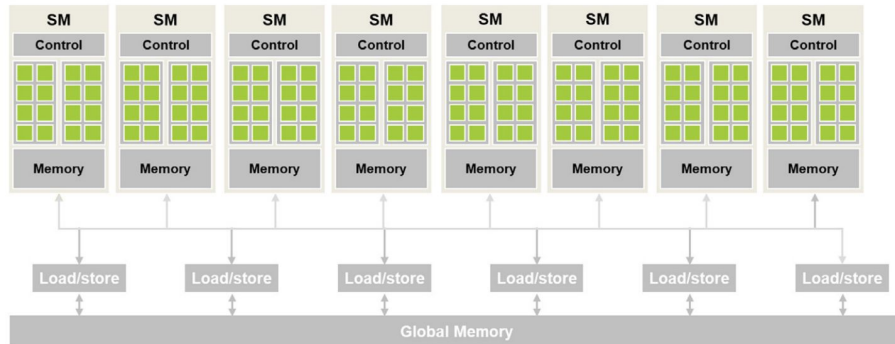 SM SM SM SM SM SM SM SM
Control Control Control Control Control Control Control Control
Memory Memory Memory Memory Memory Memory Memory Memory
Load/store Load/store Load/store Load/store Load/store Load/store
Global Memory